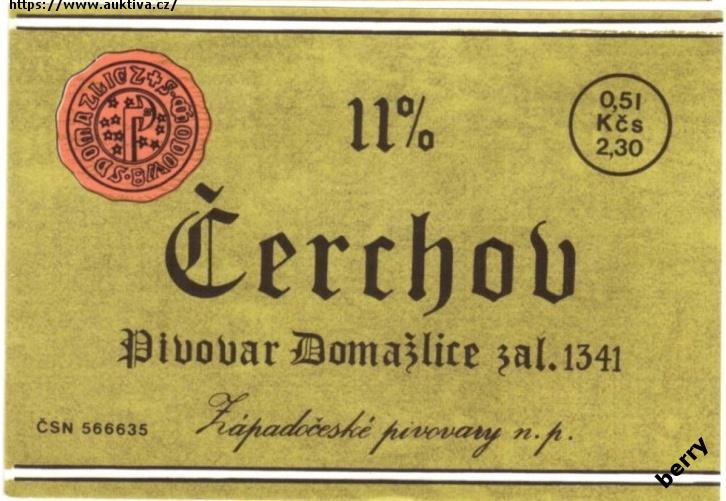 https://www.auktiva.cz/
11%
0,5l
Kčs
2,30
Čerchov
Pivovar Domažlice zal. 1341
ČSN 566635
Západočeské pivovary n. p.
berry